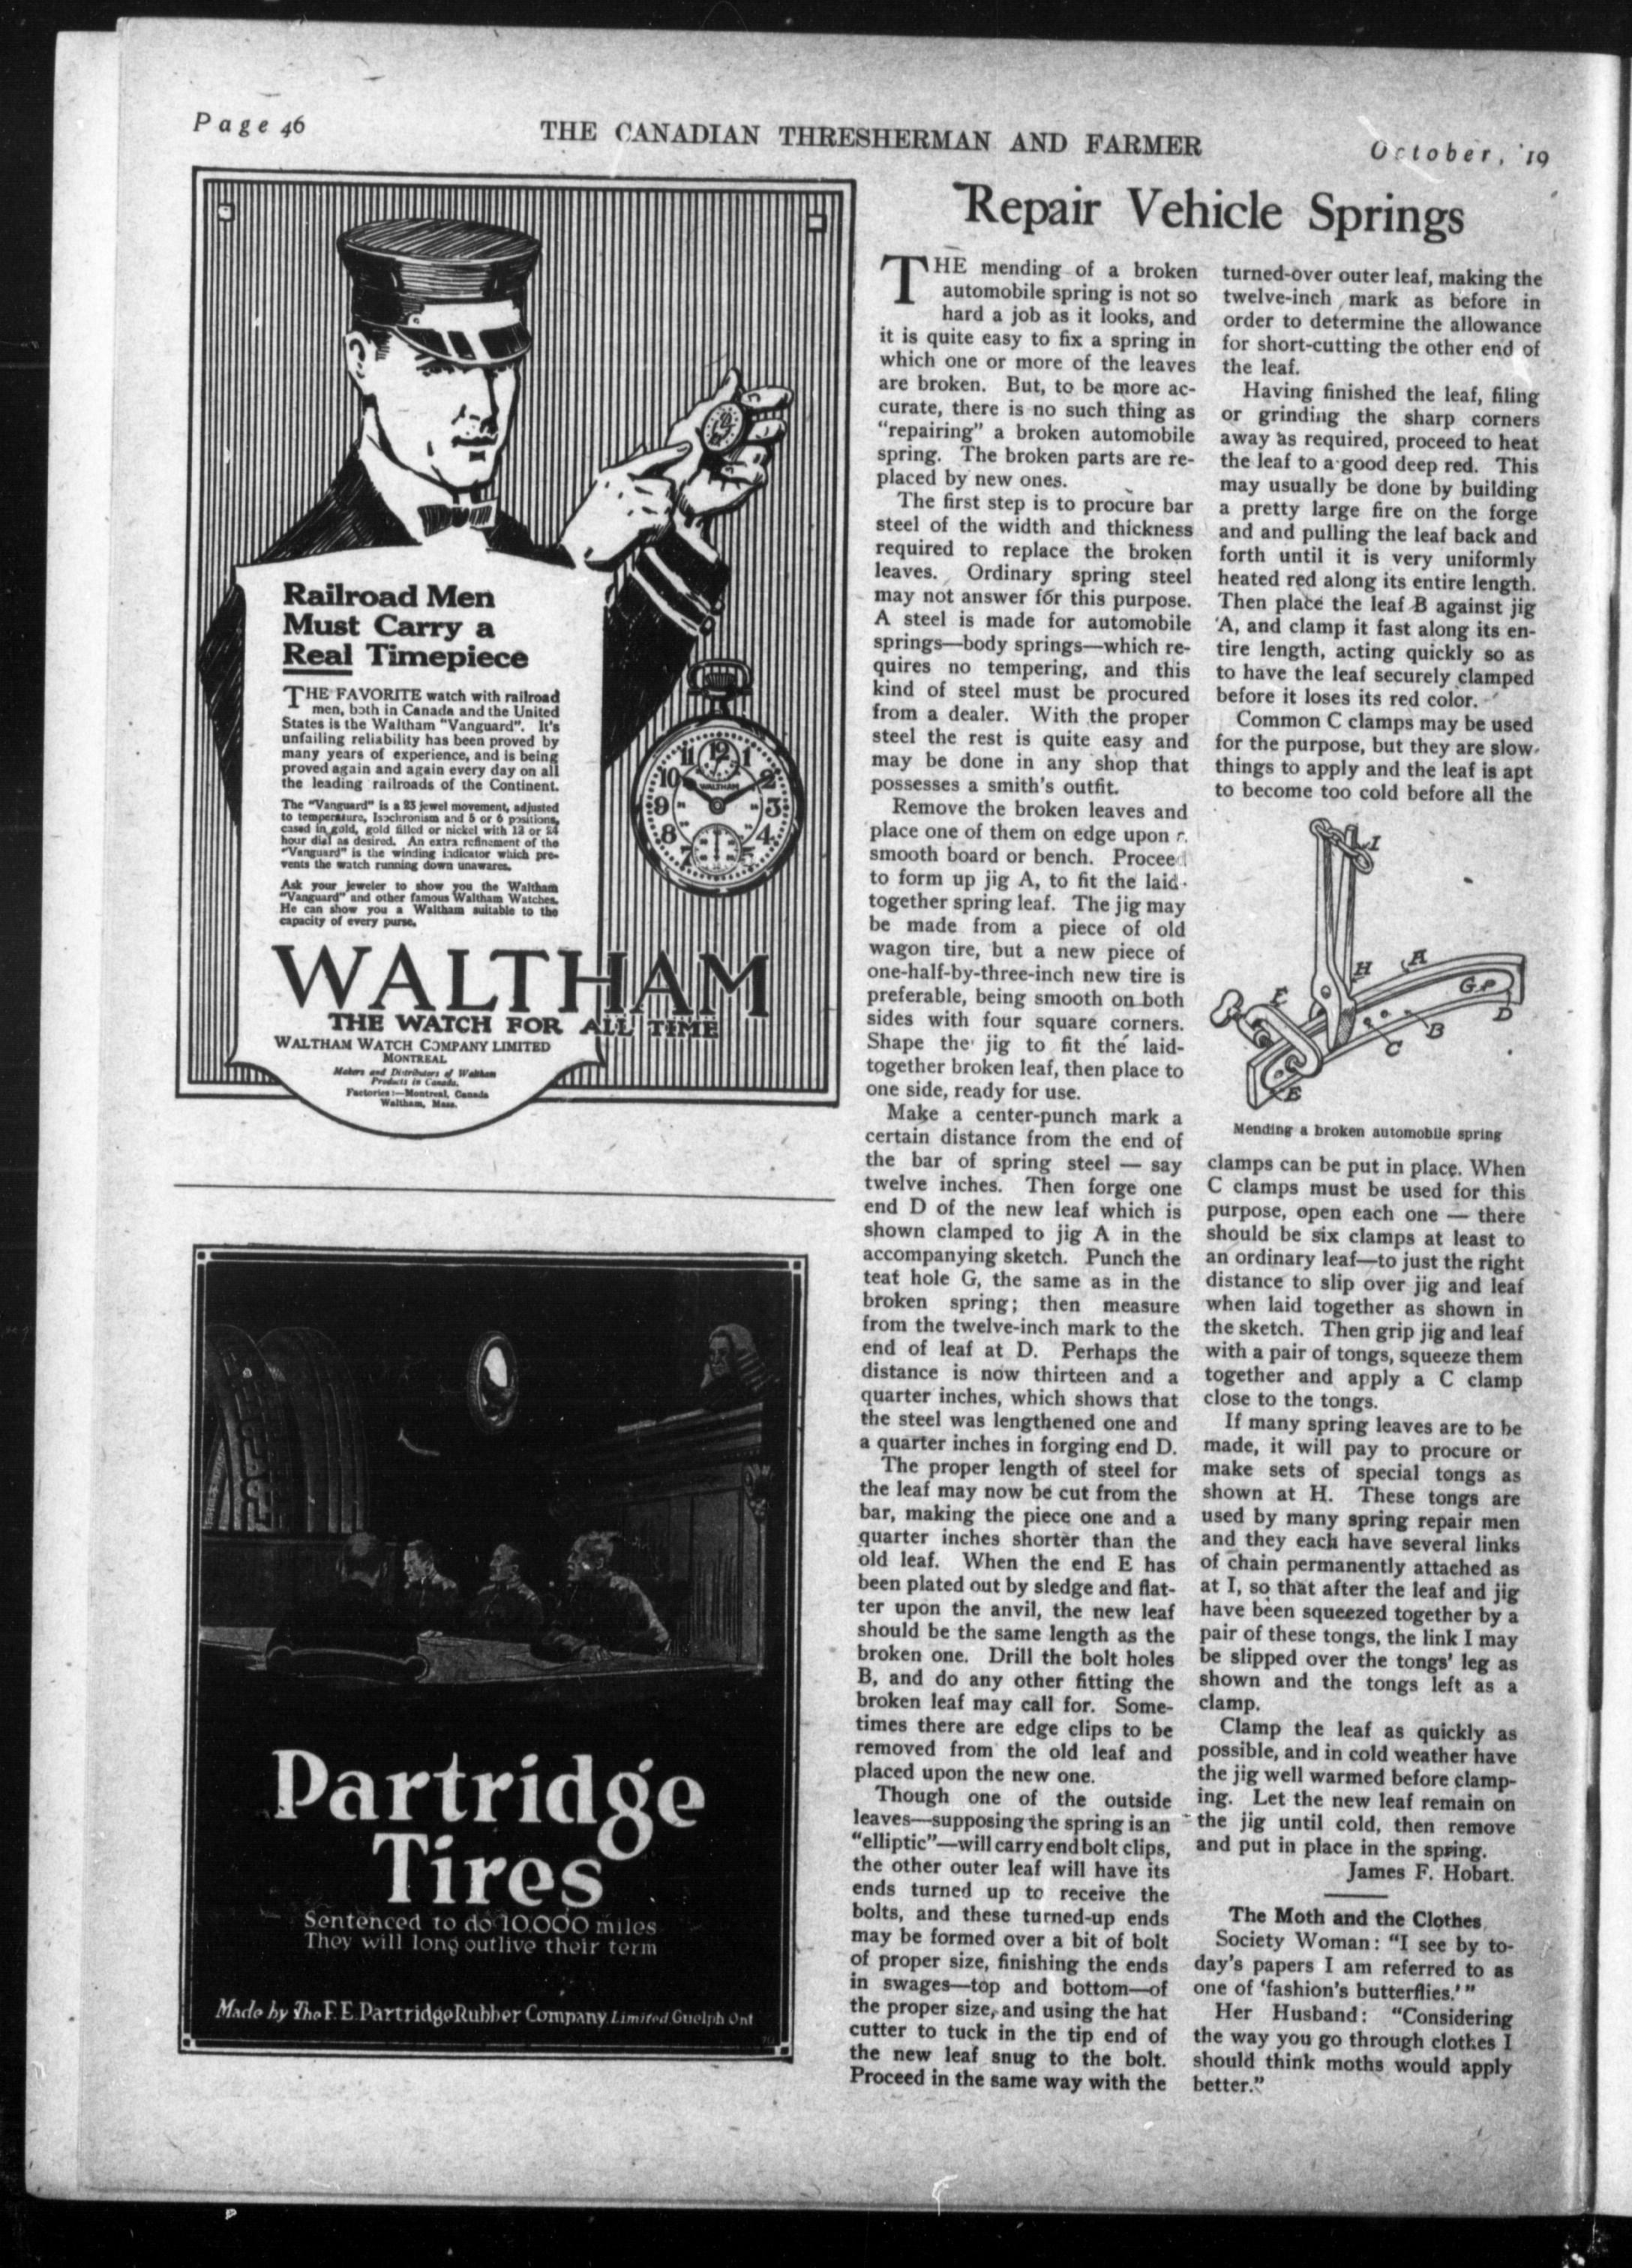 Page 46
THE CANADIAN THRESHERMAN AND FARMER
October, '19
Railroad Men
Must Carry a
Real Timepiece
THE FAVORITE watch with railroad
men, both in Canada and the United
States is the Waltham "Vanguard". It's
unfailing reliability has been proved by
many years of experience, and is being
proved again and again every day on all
the leading railroads of the Continent.
The "Vanguard" is a 23 jewel movement, adjusted
to temperature, Isochronism and 5 or 6 positions,
cased in gold, gold filled or nickel with 12 or 24
hour dial as desired. An extra refinement of the
"Vanguard" is the winding indicator which pre-
vents the watch running down unawares.
Ask your jeweler to show you the Waltham
"Vanguard" and other famous Waltham Watches.
He can show you a Waltham suitable to the
capacity of every purse.
WALTHAM
THE WATCH FOR ALL TIME
WALTHAM WATCH COMPANY LIMITED
MONTREAL
Makers and Distributors of Waltham
Products in Canada.
Factories:—Montreal, Canada
Waltham, Mass.
Partridge
Tires
Sentenced to do 10,000 miles
They will long outlive their term
Made by The F. E. Partridge Rubber Company, Limited Guelph Ont
Repair Vehicle Springs
THE mending of a broken
automobile spring is not so
hard a job as it looks, and
it is quite easy to fix a spring in
which one or more of the leaves
are broken. But, to be more ac-
curate, there is no such thing as
"repairing" a broken automobile
spring. The broken parts are re-
placed by new ones.
The first step is to procure bar
steel of the width and thickness
required to replace the broken
leaves. Ordinary spring steel
may not answer for this purpose.
A steel is made for automobile
springs—body springs—which re-
quires no tempering, and this
kind of steel must be procured
from a dealer. With the proper
steel the rest is quite easy and
may be done in any shop that
possesses a smith's outfit.
Remove the broken leaves and
place one of them on edge upon
smooth board or bench. Proceed
to form up jig A, to fit the laid-
together spring leaf. The jig may
be made from a piece of old
wagon tire, but a new piece of
one-half-by-three-inch new tire is
preferable, being smooth on both
sides with four square corners.
Shape the jig to fit the laid-
together broken leaf, then place to
one side, ready for use.
Make a center-punch mark a
certain distance from the end of
the bar of spring steel — say
twelve inches. Then forge one
end D of the new leaf which is
shown clamped to jig A in the
accompanying sketch. Punch the
teat hole G, the same as in the
broken spring; then measure
from the twelve-inch mark to the
end of leaf at D. Perhaps the
distance is now thirteen and a
quarter inches, which shows that
the steel was lengthened one and
a quarter inches in forging end D.
The proper length of steel for
the leaf may now be cut from the
bar, making the piece one and a
quarter inches shorter than the
old leaf. When the end E has
been plated out by sledge and flat-
ter upon the anvil, the new leaf
should be the same length as the
broken one. Drill the bolt holes
B, and do any other fitting the
broken leaf may call for. Some-
times there are edge clips to be
removed from the old leaf and
placed upon the new one.
Though one of the outside
leaves—supposing the spring is an
"elliptic"—will carry end bolt clips,
the other outer leaf will have its
ends turned up to receive the
bolts, and these turned-up ends
may be formed over a bit of bolt
of proper size, finishing the ends
in swages—top and bottom—of
the proper size, and using the hat
cutter to tuck in the tip end of
the new leaf snug to the bolt.
Proceed in the same way with the
turned-over outer leaf, making the
twelve-inch mark as before in
order to determine the allowance
for short-cutting the other end of
the leaf.
Having finished the leaf, filing
or grinding the sharp corners
away as required, proceed to heat
the leaf to a good deep red. This
may usually be done by building
a pretty large fire on the forge
and and pulling the leaf back and
forth until it is very uniformly
heated red along its entire length.
Then place the leaf B against jig
A, and clamp it fast along its en-
tire length, acting quickly so as
to have the leaf securely clamped
before it loses its red color.
Common C clamps may be used
for the purpose, but they are slow
things to apply and the leaf is apt
to become too cold before all the
I
H
A
G
D
E
B
C
E
Mending a broken automobile spring
clamps can be put in place. When
C clamps must be used for this
purpose, open each one — there
should be six clamps at least to
an ordinary leaf—to just the right
distance to slip over jig and leaf
when laid together as shown in
the sketch. Then grip jig and leaf
with a pair of tongs, squeeze them
together and apply a C clamp
close to the tongs.
If many spring leaves are to be
made, it will pay to procure or
make sets of special tongs as
shown at H. These tongs are
used by many spring repair men
and they each have several links
of chain permanently attached as
at I, so that after the leaf and jig
have been squeezed together by a
pair of these tongs, the link I may
be slipped over the tongs' leg as
shown and the tongs left as a
clamp.
Clamp the leaf as quickly as
possible, and in cold weather have
the jig well warmed before clamp-
ing. Let the new leaf remain on
the jig until cold, then remove
and put in place in the spring.
James F. Hobart.
The Moth and the Clothes
Society Woman: "I see by to-
day's papers I am referred to as
one of 'fashion's butterflies.'"
Her Husband: "Considering
the way you go through clothes I
should think moths would apply
better."